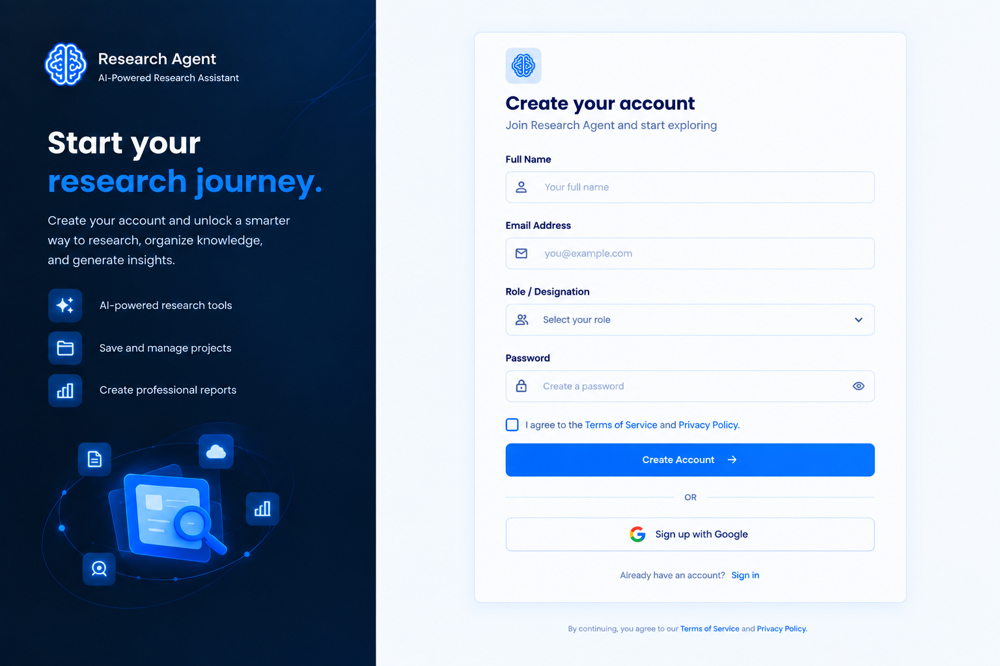 Research Agent
AI-Powered Research Assistant
Start your
research journey.
Create your account and unlock a smarter
way to research, organize knowledge,
and generate insights.
AI-powered research tools
Save and manage projects
Create professional reports
Create your account
Join Research Agent and start exploring
Full Name
Your full name
Email Address
you@example.com
Role / Designation
Select your role
Password
Create a password
I agree to the Terms of Service and Privacy Policy.
Create Account →
OR
Sign up with Google
Already have an account? Sign in
By continuing, you agree to our Terms of Service and Privacy Policy.